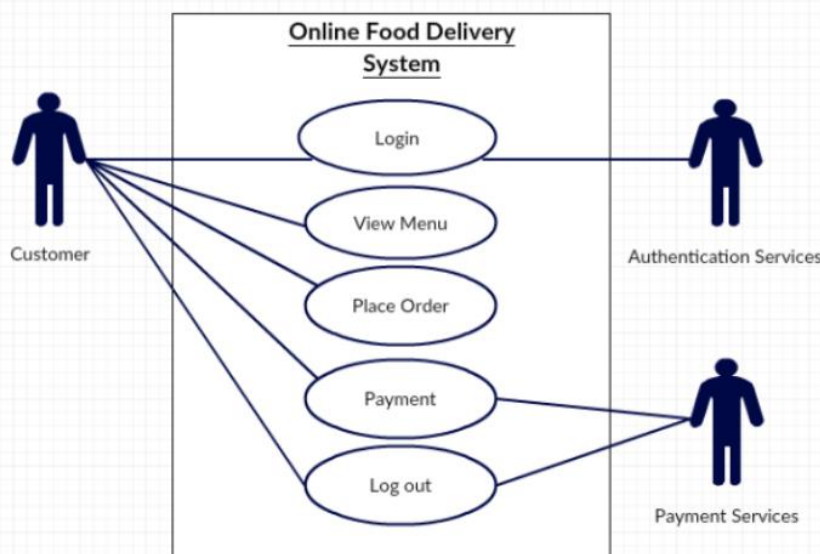 Online Food Delivery
System
Login
View Menu
Place Order
Payment
Log out
Customer
Authentication Services
Payment Services